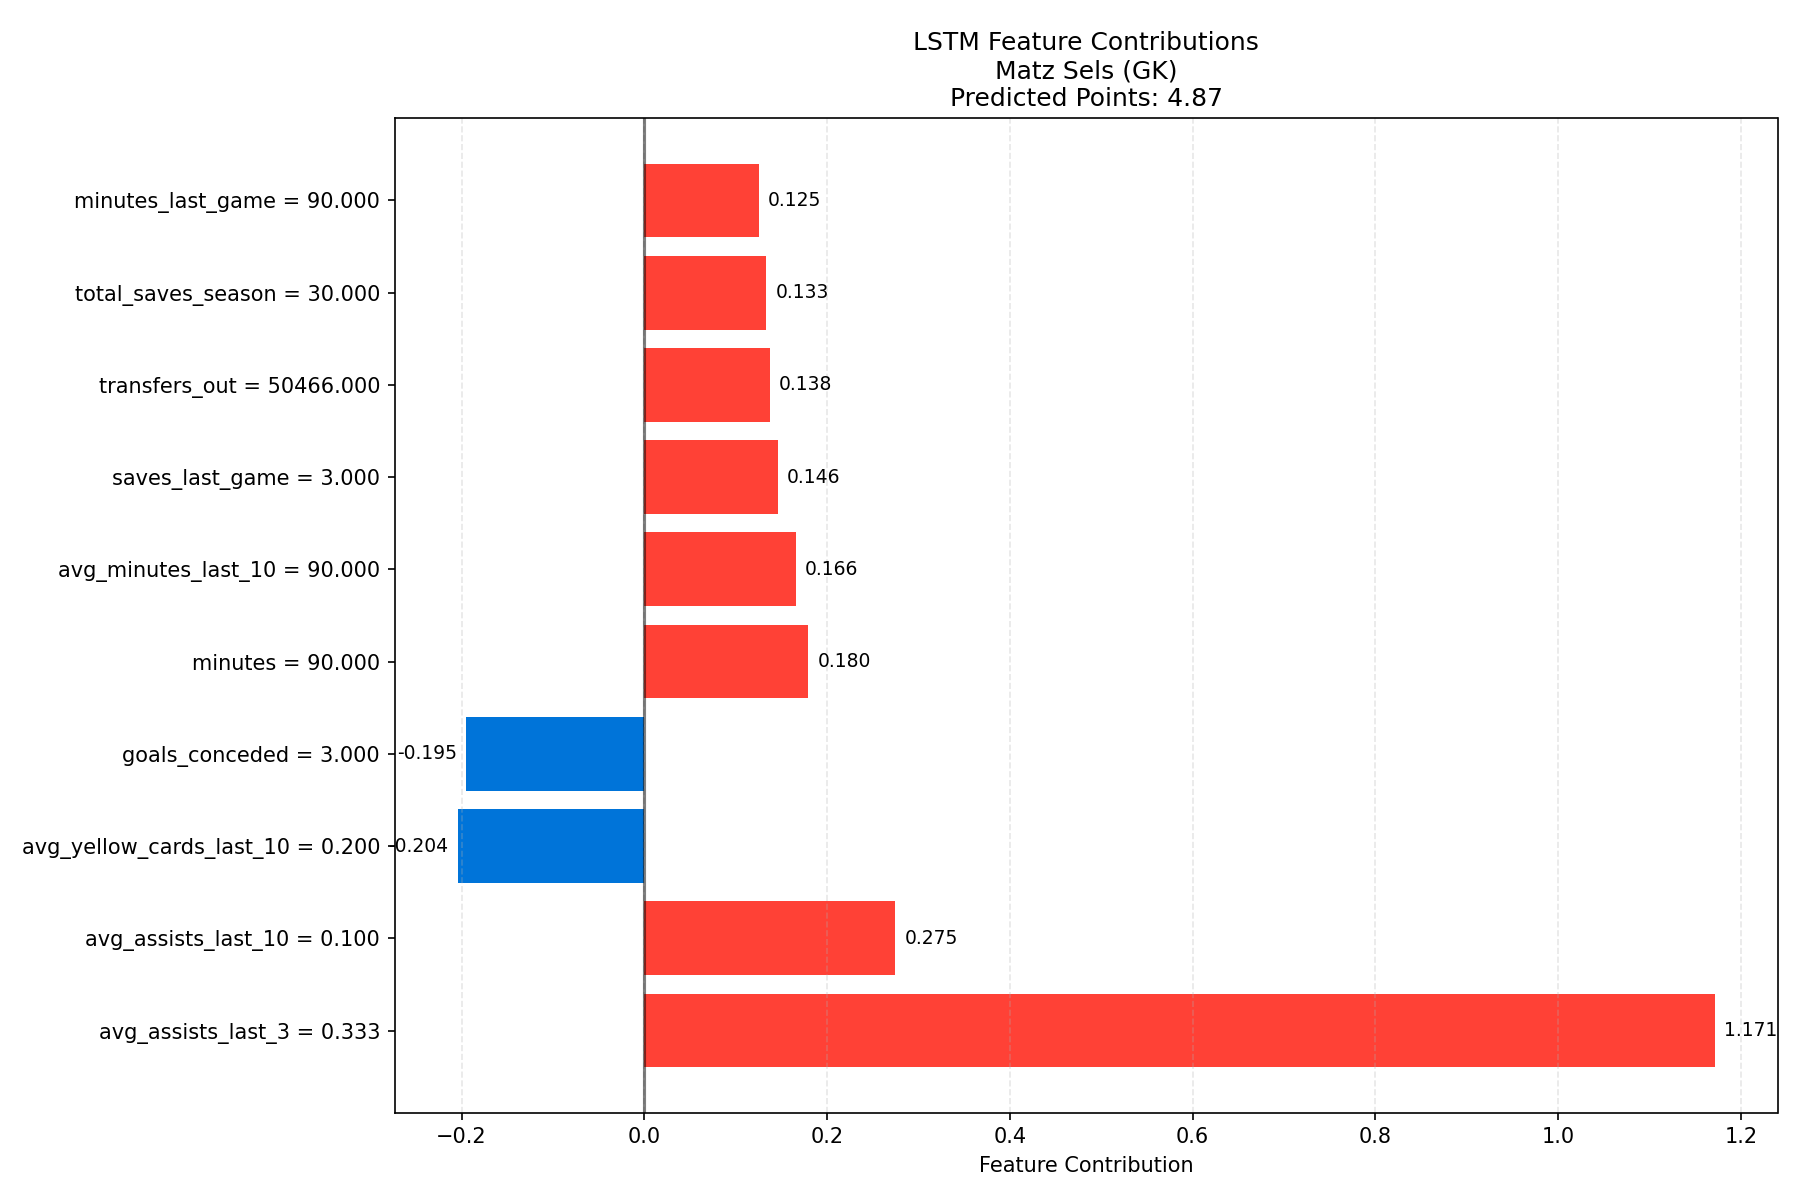 LSTM Feature Contributions
Matz Sels (GK)
Predicted Points: 4.87
minutes_last_game = 90.000
0.125
total_saves_season = 30.000
0.133
transfers_out = 50466.000
0.138
saves_last_game = 3.000
0.146
avg_minutes_last_10 = 90.000
0.166
minutes = 90.000
0.180
goals_conceded = 3.000
-0.195
avg_yellow_cards_last_10 = 0.200
-0.204
avg_assists_last_10 = 0.100
0.275
avg_assists_last_3 = 0.333
1.171
−0.2 0.0 0.2 0.4 0.6 0.8 1.0 1.2
Feature Contribution